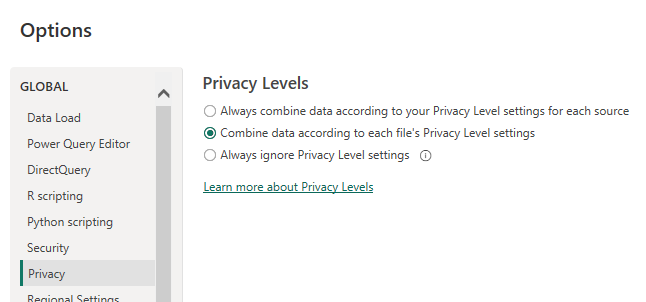 Options
GLOBAL
Data Load
Power Query Editor
DirectQuery
R scripting
Python scripting
Security
Privacy
Regional Settings
Privacy Levels
Always combine data according to your Privacy Level settings for each source
Combine data according to each file's Privacy Level settings
Always ignore Privacy Level settings
Learn more about Privacy Levels